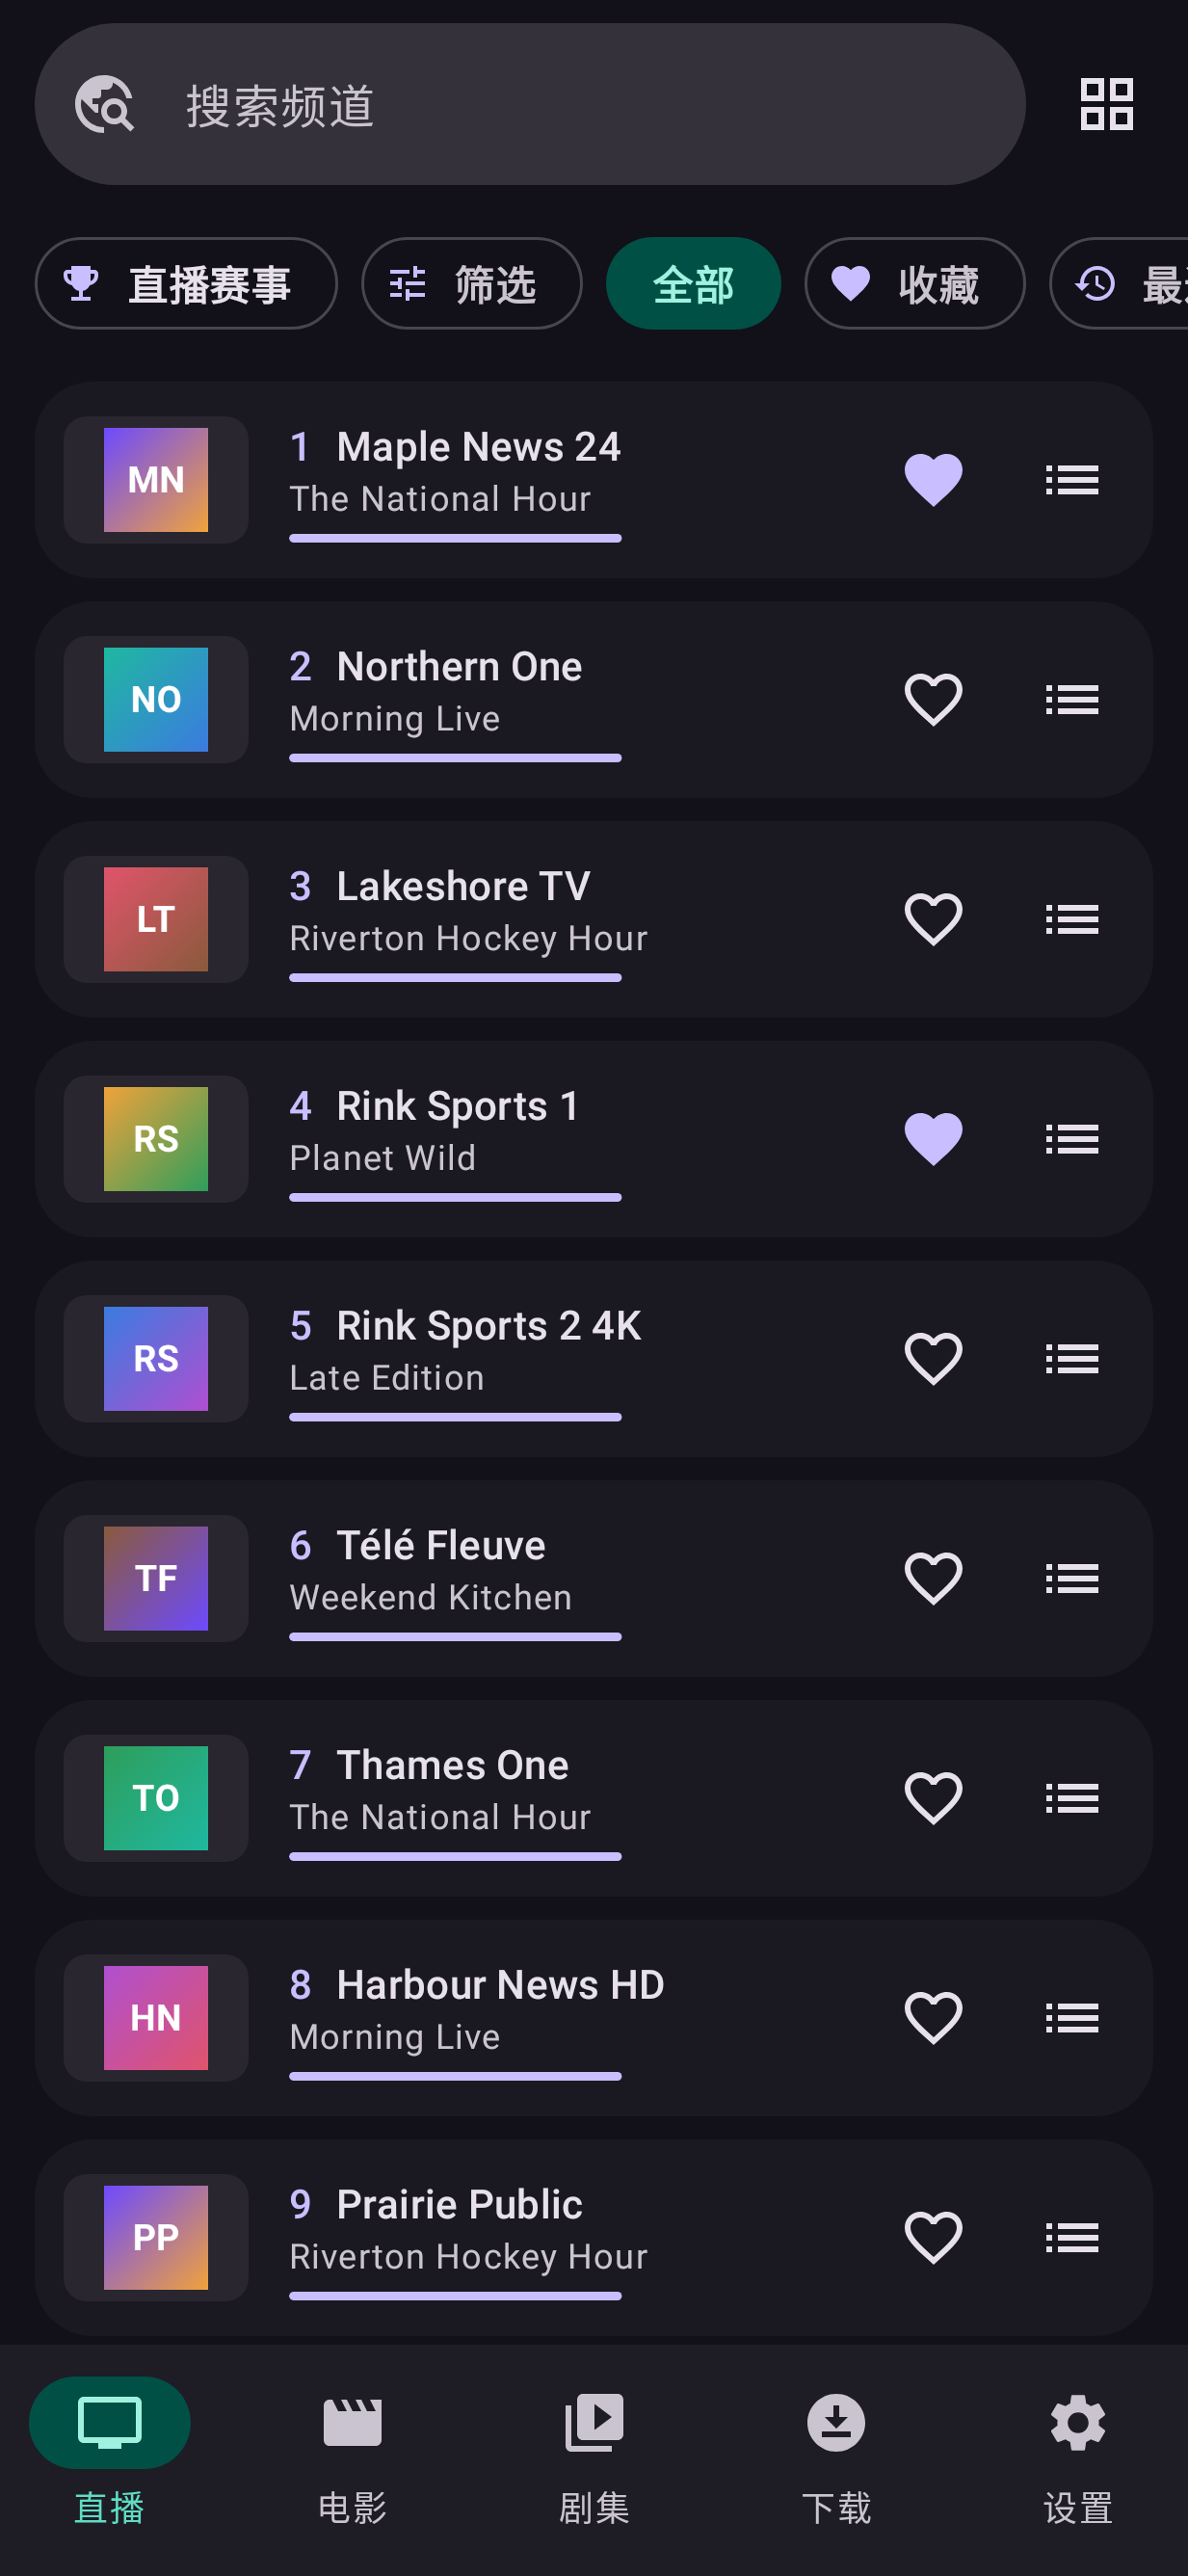 搜索频道
直播赛事 筛选 全部 收藏
MN
1 Maple News 24
The National Hour
NO
2 Northern One
Morning Live
LT
3 Lakeshore TV
Riverton Hockey Hour
RS
4 Rink Sports 1
Planet Wild
RS
5 Rink Sports 2 4K
Late Edition
TF
6 Télé Fleuve
Weekend Kitchen
TO
7 Thames One
The National Hour
HN
8 Harbour News HD
Morning Live
PP
9 Prairie Public
Riverton Hockey Hour
直播 电影 剧集 下载 设置